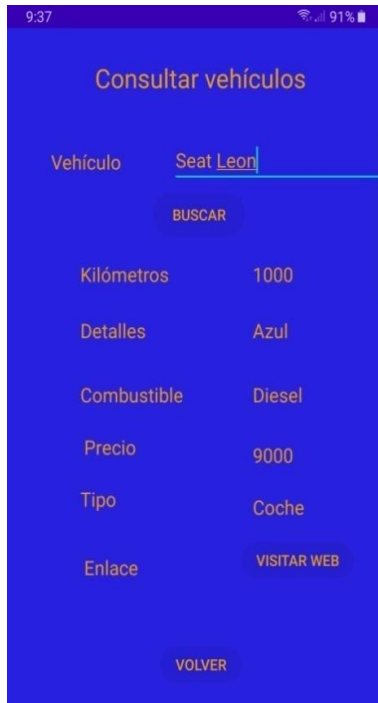 9:37 91%
Consultar vehículos
Vehículo Seat Leon
BUSCAR
Kilómetros 1000
Detalles Azul
Combustible Diesel
Precio 9000
Tipo Coche
Enlace VISITAR WEB
VOLVER